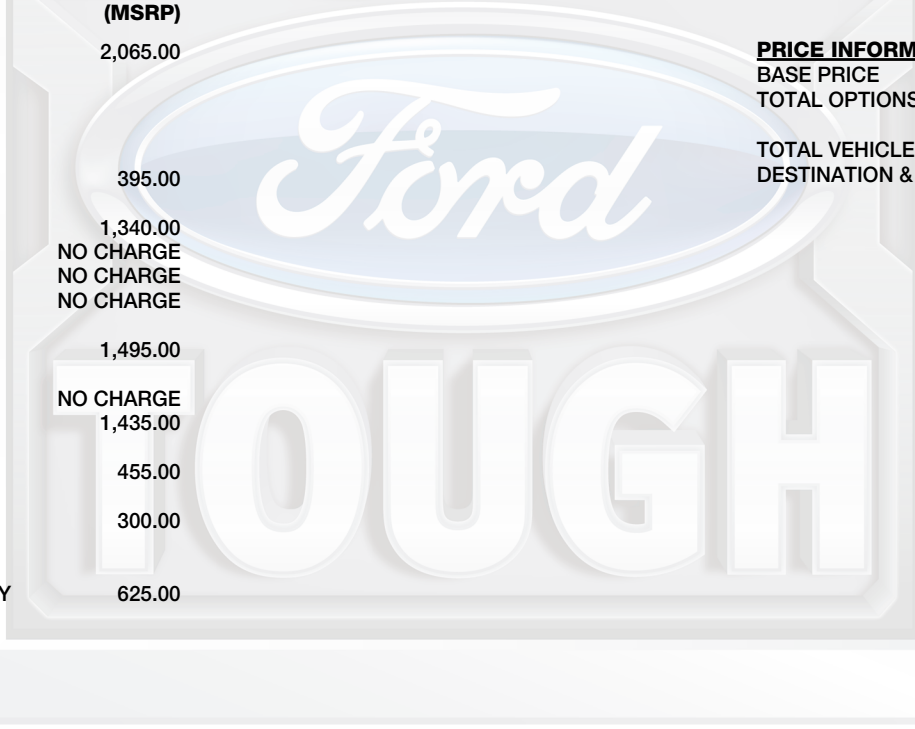 (MSRP)
2,065.00
395.00
1,340.00
NO CHARGE
NO CHARGE
NO CHARGE
1,495.00
NO CHARGE
1,435.00
455.00
300.00
Y 625.00
PRICE INFORM
BASE PRICE
TOTAL OPTIONS
TOTAL VEHICLE
DESTINATION &
Ford
TOUGH